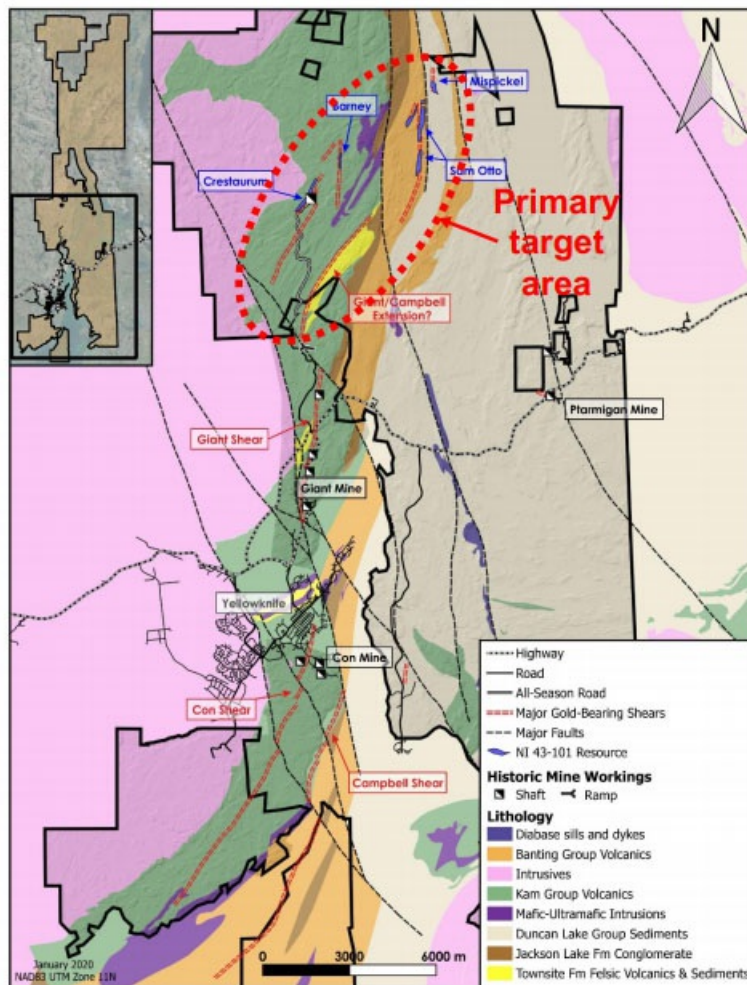 N
Mispickel
Barney
Sam Otto
Crestaurum
Primary
target
area
Giant/Campbell
Extension?
Ptarmigan Mine
Giant Shear
Giant Mine
Yellowknife
Con Mine
Con Shear
Campbell Shear
Highway
Road
All-Season Road
Major Gold-Bearing Shears
Major Faults
NI 43-101 Resource
Historic Mine Workings
Shaft Ramp
Lithology
Diabase sills and dykes
Banting Group Volcanics
Intrusives
Kam Group Volcanics
Mafic-Ultramafic Intrusions
Duncan Lake Group Sediments
Jackson Lake Fm Conglomerate
Townsite Fm Felsic Volcanics & Sediments
January 2020
NAD83 UTM Zone 11N
0 3000 6000 m